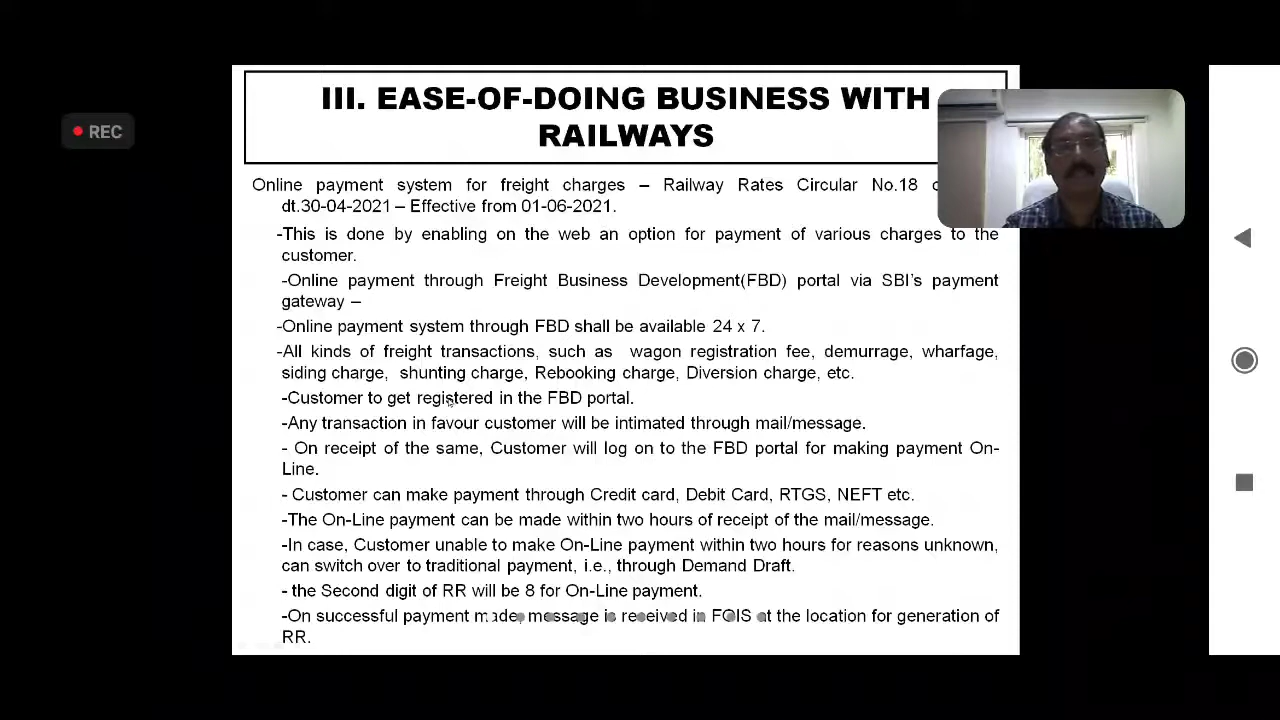 III. EASE-OF-DOING BUSINESS WITH
RAILWAYS
REC
Online payment system for freight charges – Railway Rates Circular No.18
dt.30-04-2021 – Effective from 01-06-2021.
-This is done by enabling on the web an option for payment of various charges to the
customer.
-Online payment through Freight Business Development(FBD) portal via SBI's payment
gateway –
-Online payment system through FBD shall be available 24 x 7.
-All kinds of freight transactions, such as wagon registration fee, demurrage, wharfage,
siding charge, shunting charge, Rebooking charge, Diversion charge, etc.
-Customer to get registered in the FBD portal.
-Any transaction in favour customer will be intimated through mail/message.
- On receipt of the same, Customer will log on to the FBD portal for making payment On-
Line.
- Customer can make payment through Credit card, Debit Card, RTGS, NEFT etc.
-The On-Line payment can be made within two hours of receipt of the mail/message.
-In case, Customer unable to make On-Line payment within two hours for reasons unknown,
can switch over to traditional payment, i.e., through Demand Draft.
- the Second digit of RR will be 8 for On-Line payment.
-On successful payment made, message is received in FOIS at the location for generation of
RR.